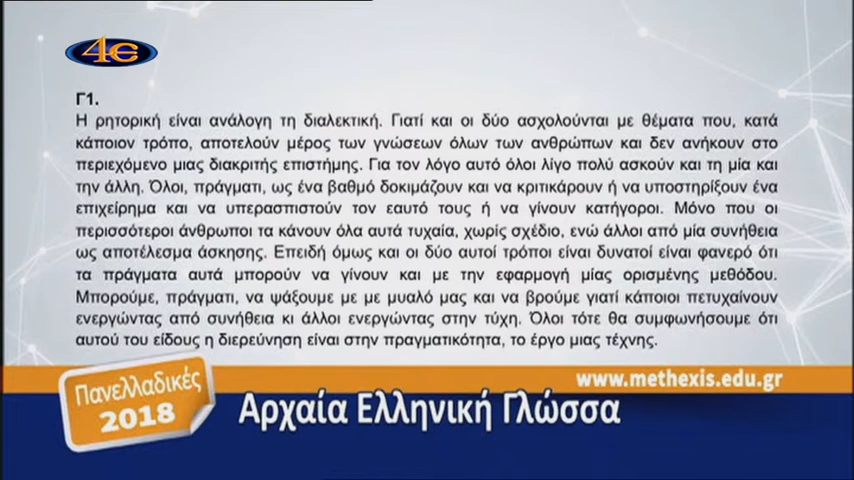 4E
Γ1.
Η ρητορική είναι ανάλογη τη διαλεκτική. Γιατί και οι δύο ασχολούνται με θέματα που, κατά
κάποιον τρόπο, αποτελούν μέρος των γνώσεων όλων των ανθρώπων και δεν ανήκουν στο
περιεχόμενο μιας διακριτής επιστήμης. Για τον λόγο αυτό όλοι λίγο πολύ ασκούν και τη μία και
την άλλη. Όλοι, πράγματι, ως ένα βαθμό δοκιμάζουν και να κριτικάρουν ή να υποστηρίξουν ένα
επιχείρημα και να υπερασπιστούν τον εαυτό τους ή να γίνουν κατήγοροι. Μόνο που οι
περισσότεροι άνθρωποι τα κάνουν όλα αυτά τυχαία, χωρίς σχέδιο, ενώ άλλοι από μία συνήθεια
ως αποτέλεσμα άσκησης. Επειδή όμως και οι δύο αυτοί τρόποι είναι δυνατοί είναι φανερό ότι
τα πράγματα αυτά μπορούν να γίνουν και με την εφαρμογή μίας ορισμένης μεθόδου.
Μπορούμε, πράγματι, να ψάξουμε με με μυαλό μας και να βρούμε γιατί κάποιοι πετυχαίνουν
ενεργώντας από συνήθεια κι άλλοι ενεργώντας στην τύχη. Όλοι τότε θα συμφωνήσουμε ότι
αυτού του είδους η διερεύνηση είναι στην πραγματικότητα, το έργο μιας τέχνης.
www.methexis.edu.gr
Πανελλαδικές
2018
Αρχαία Ελληνική Γλώσσα